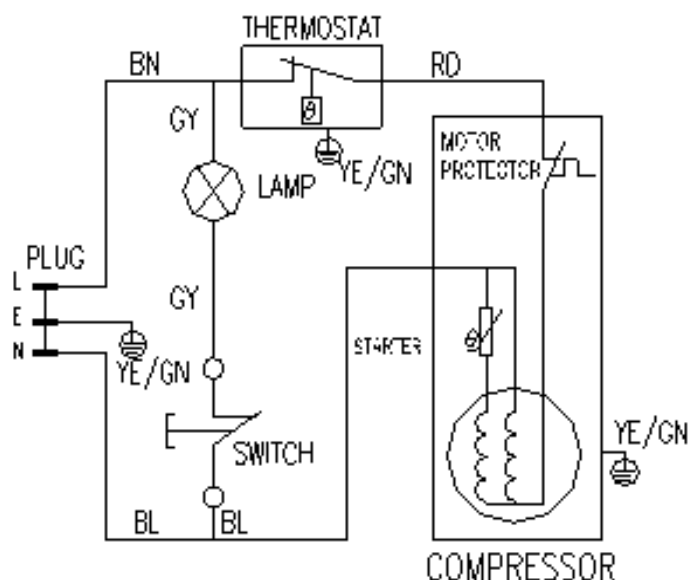 THERMOSTAT
BN
RD
GY
θ
MOTOR
PROTECTOR
YE/GN
LAMP
PLUG
L
GY
E
N
STARTER
θ
YE/GN
YE/GN
SWITCH
BL
BL
COMPRESSOR